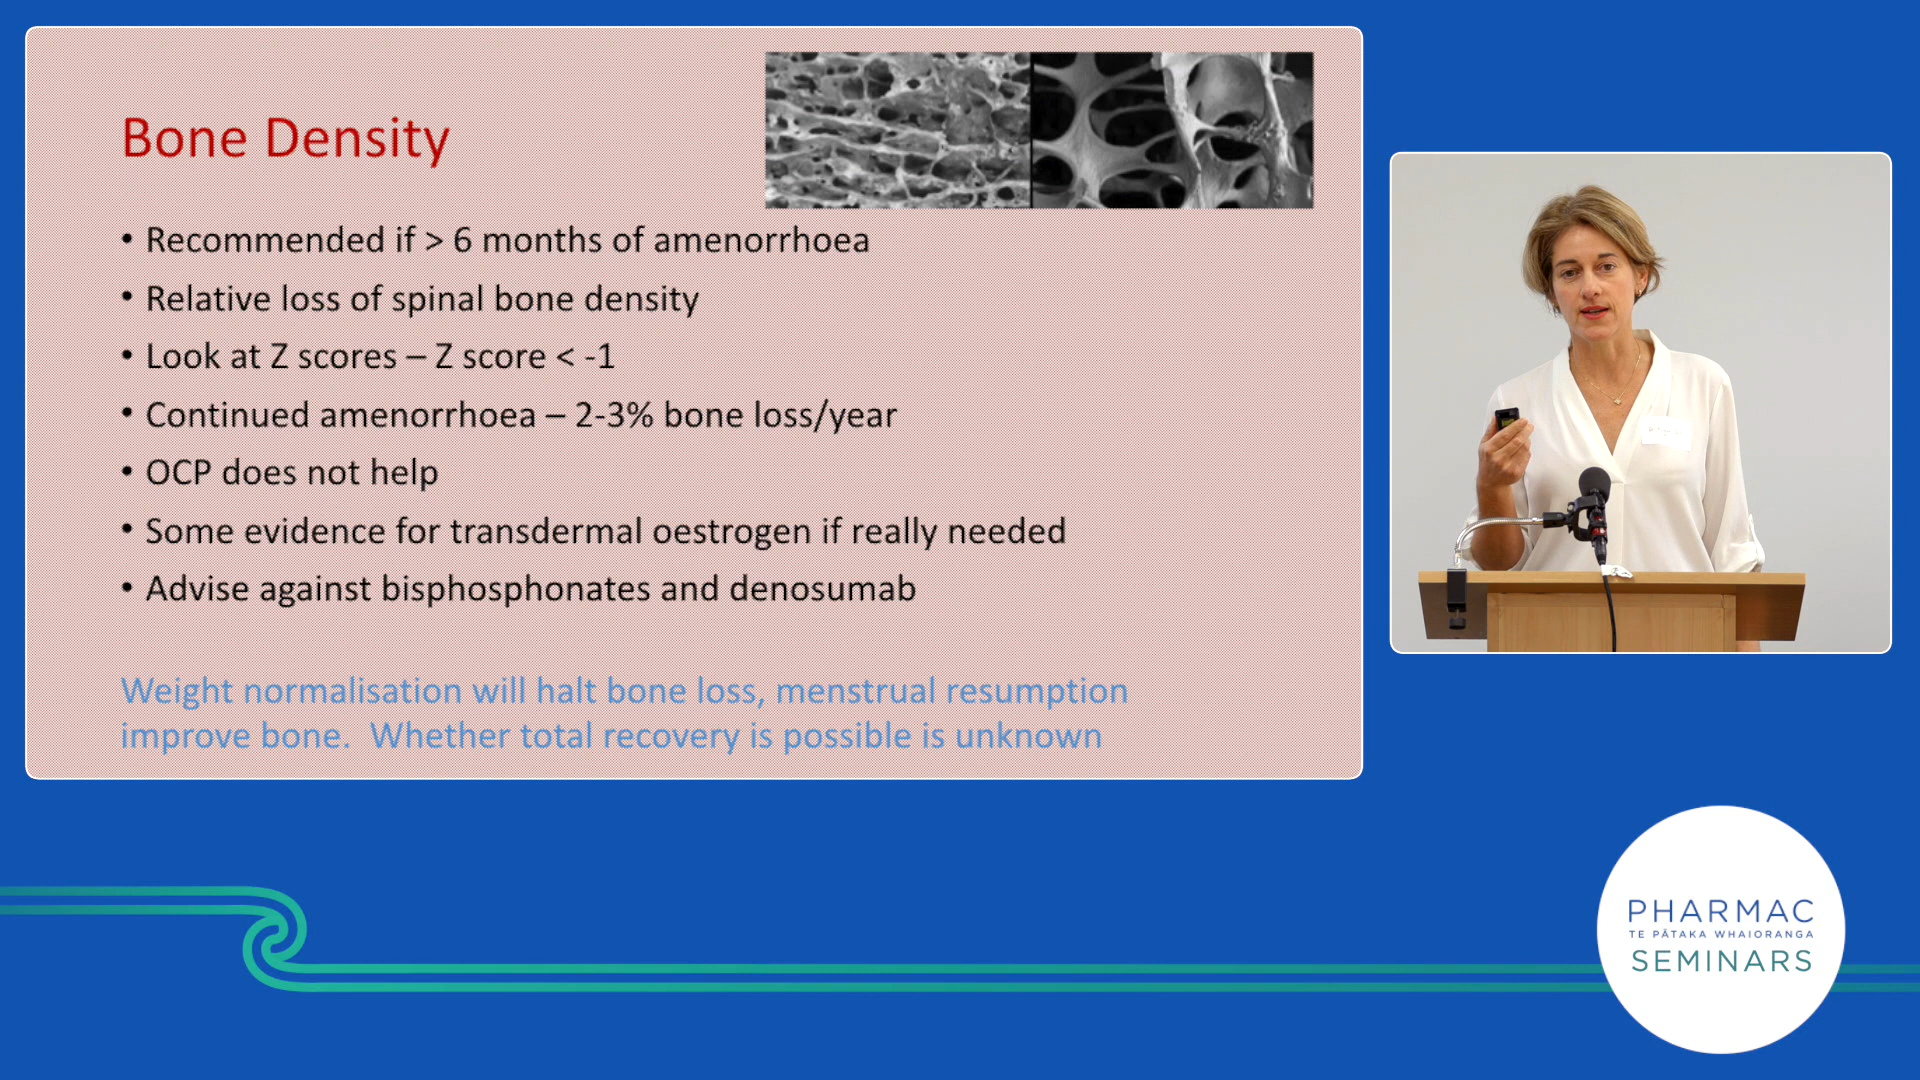 Bone Density
• Recommended if > 6 months of amenorrhoea
• Relative loss of spinal bone density
• Look at Z scores – Z score < -1
• Continued amenorrhoea – 2-3% bone loss/year
• OCP does not help
• Some evidence for transdermal oestrogen if really needed
• Advise against bisphosphonates and denosumab
Weight normalisation will halt bone loss, menstrual resumption
improve bone.  Whether total recovery is possible is unknown
PHARMAC
TE PĀTAKA WHAIORANGA
SEMINARS